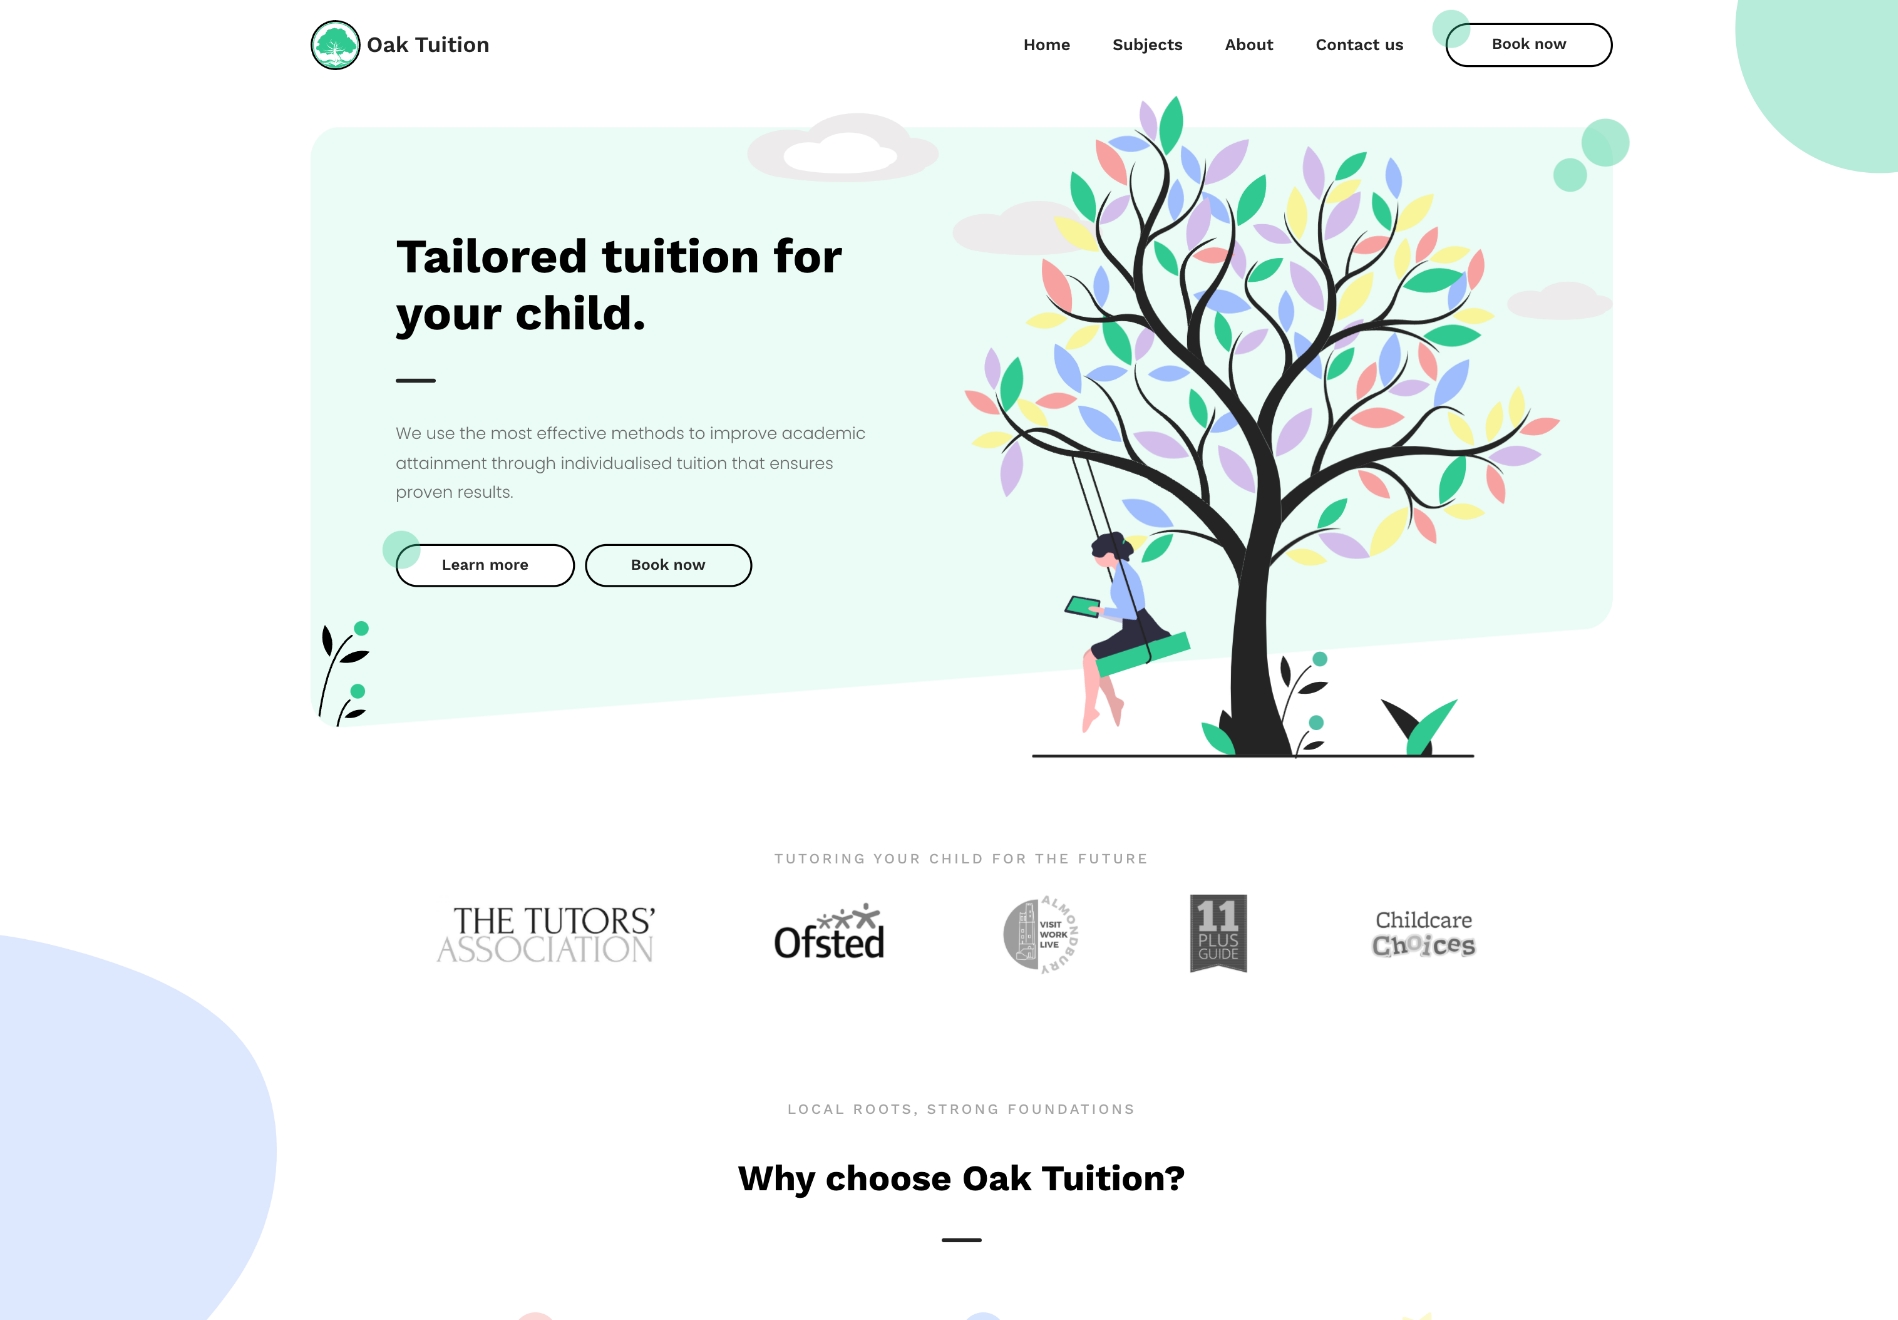 Oak Tuition
Home
Subjects
About
Contact us
Book now
Tailored tuition for
your child.
We use the most effective methods to improve academic
attainment through individualised tuition that ensures
proven results.
Learn more
Book now
TUTORING YOUR CHILD FOR THE FUTURE
THE TUTORS’
ASSOCIATION
Ofsted
ALMONDBURY
VISIT
WORK
LIVE
11
PLUS
GUIDE
Childcare
Choices
LOCAL ROOTS, STRONG FOUNDATIONS
Why choose Oak Tuition?